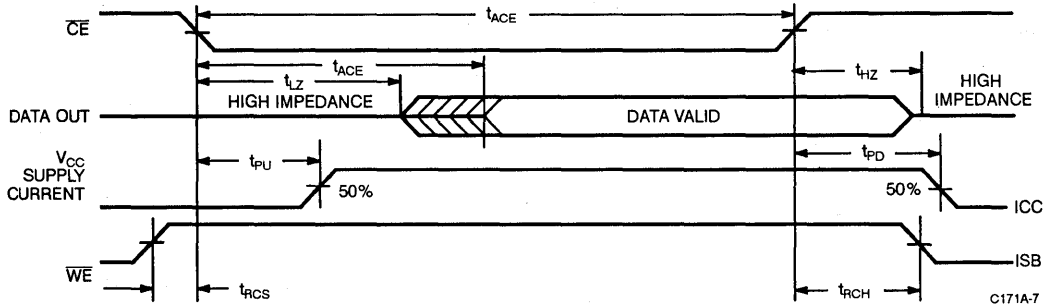 tACE
CE
tACE
tLZ
tHZ
HIGH IMPEDANCE
HIGH IMPEDANCE
DATA OUT
DATA VALID
VCC
SUPPLY
CURRENT
tPU
tPD
50%
50%
ICC
WE
ISB
tRCS
tRCH
C171A-7